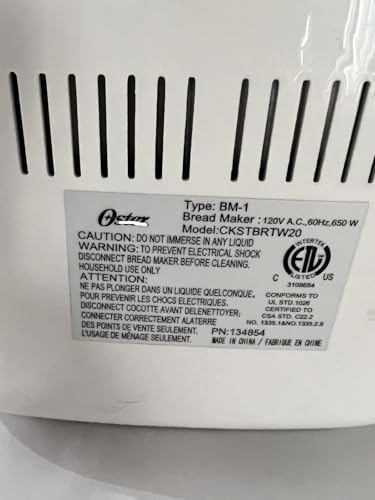 Oster
Type: BM-1
Bread Maker : 120V A.C.,60Hz,650 W
Model:CKSTBRTW20
CAUTION: DO NOT IMMERSE IN ANY LIQUID
WARNING: TO PREVENT ELECTRICAL SHOCK
DISCONNECT BREAD MAKER BEFORE CLEANING.
HOUSEHOLD USE ONLY
ATTENTION:
NE PAS PLONGER DANS UN LIQUIDE QUELCONQUE,
POUR PREVENIR LES CHOCS ELECTRIQUES.
DISCONNECT COCOTTE AVANT DELENETTOYER;
CONNECTER CORRECTEMENT ALATERRE
DES POINTS DE VENTE SEULEMENT.
L'USAGE DE MÉNAGE SEULEMENT.
INTERTEK
ETL
LISTED
C US
3108654
CONFORMS TO
UL STD.1026
CERTIFIED TO
CSA STD. C22.2
NO. 1335.1&NO.1335.2.9
PN:134854
MADE IN CHINA / FABRIQUE EN CHINE